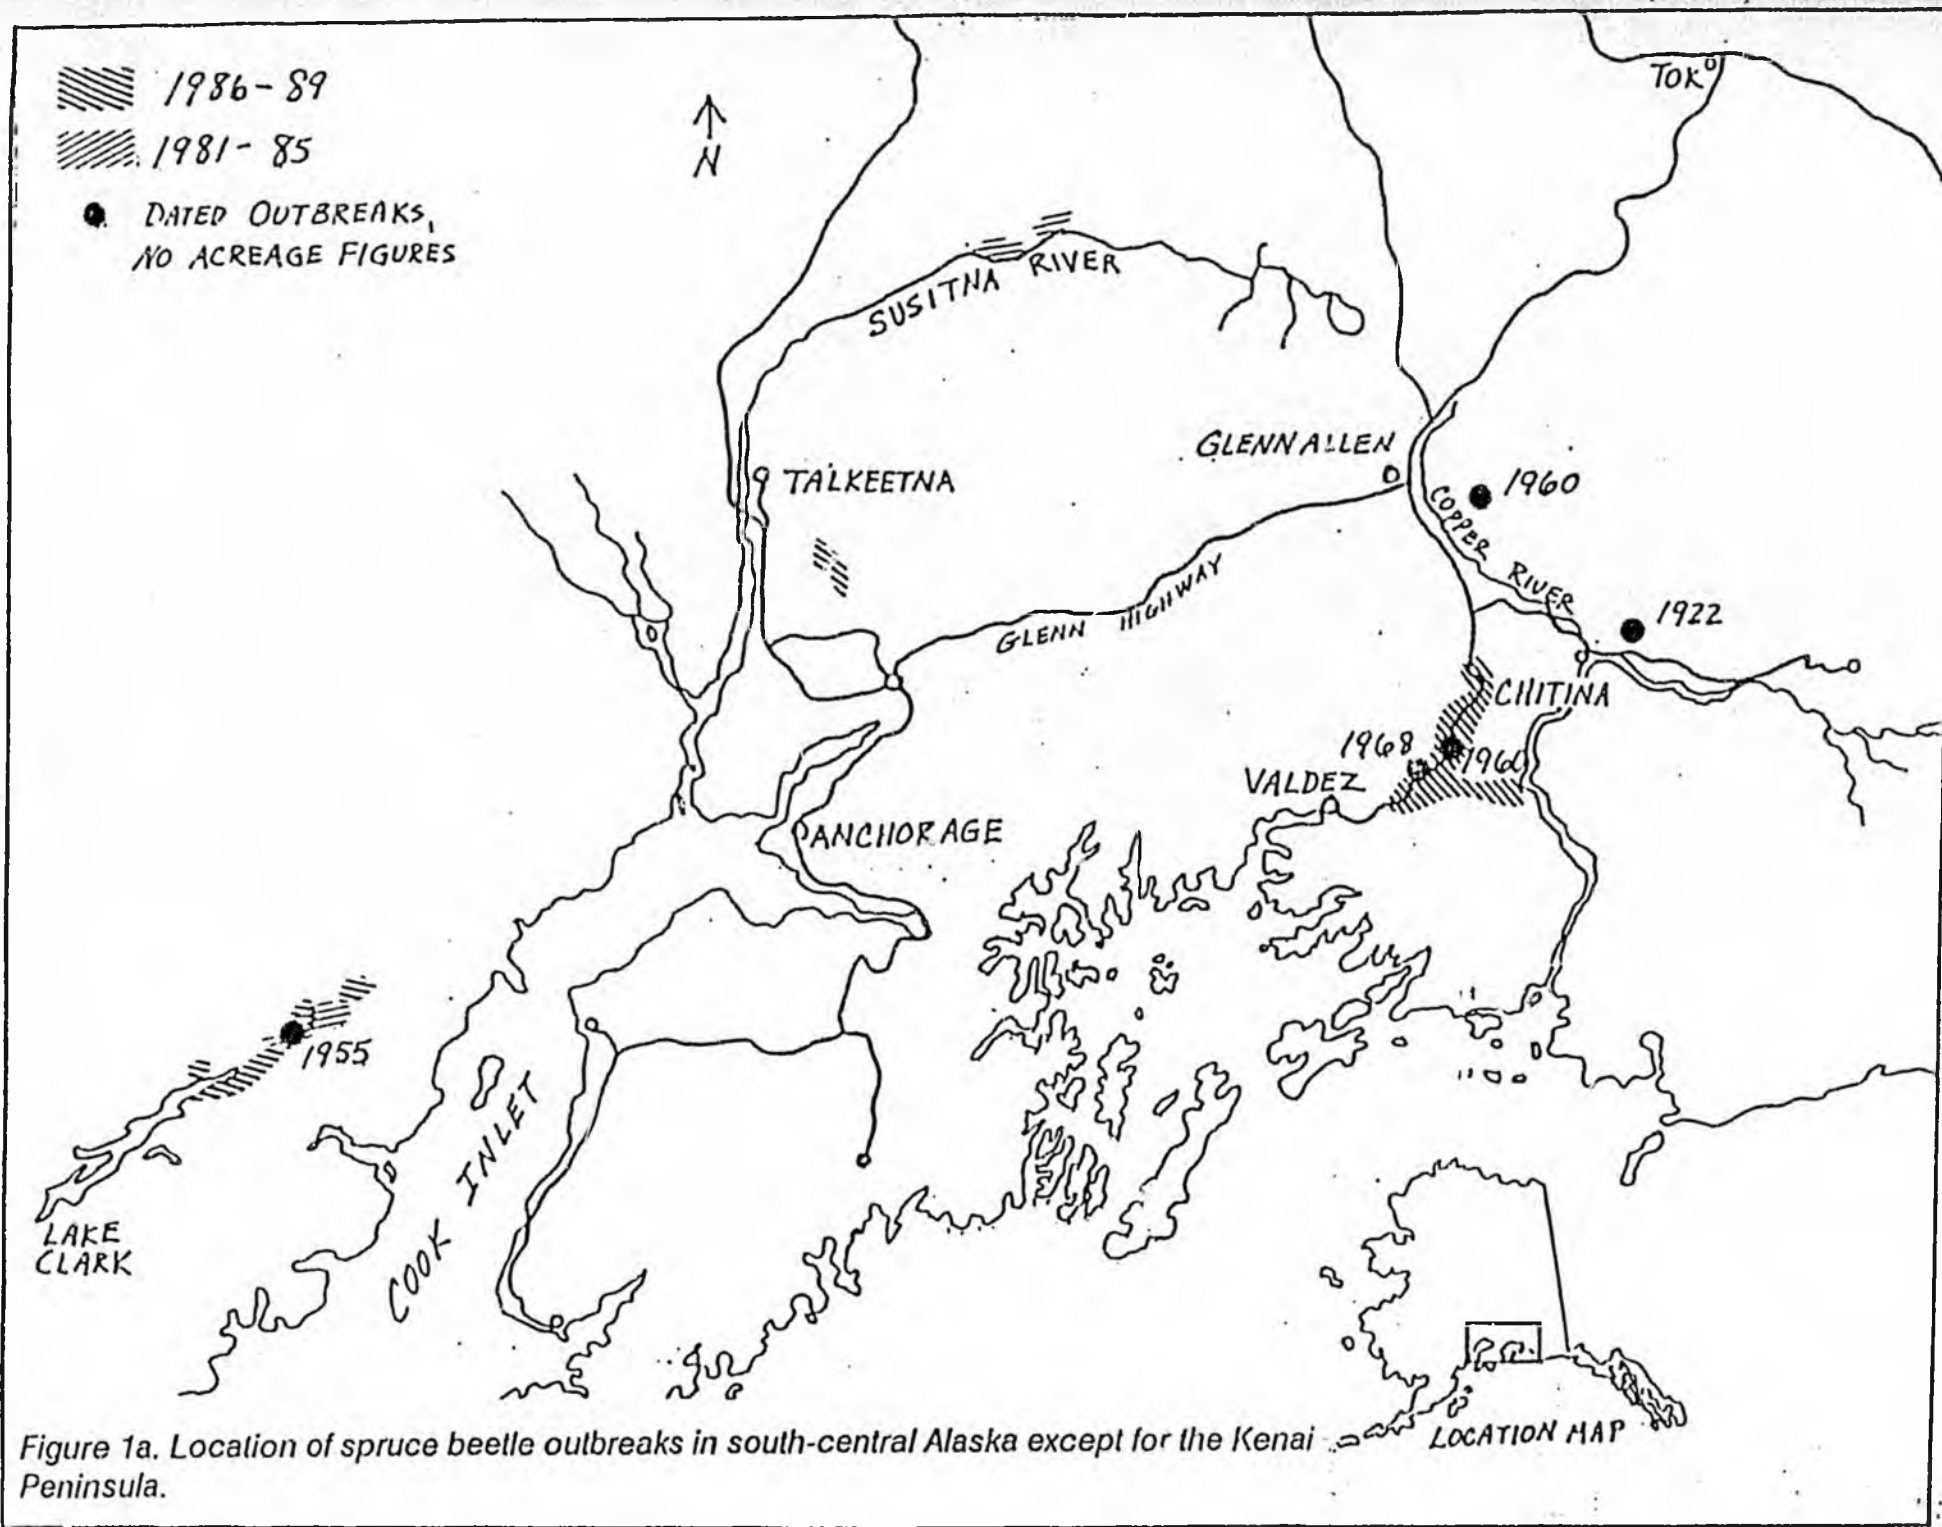 1986-89
1981-85
DATED OUTBREAKS,
NO ACREAGE FIGURES
N
TOK
SUSITNA RIVER
GLENNALLEN
TALKEETNA
1960
COPPER RIVER
GLENN HIGHWAY
1922
CHITINA
1968
VALDEZ
ANCHORAGE
1955
COOK INLET
LAKE
CLARK
LOCATION MAP
Figure 1a. Location of spruce beetle outbreaks in south-central Alaska except for the Kenai
Peninsula.